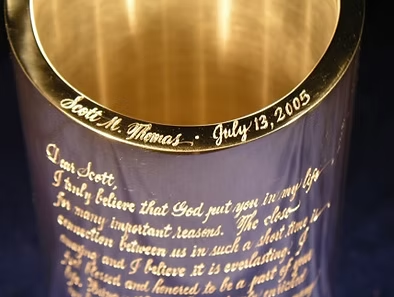 Scott M. Thomas · July 13, 2005
Dear Scott,
I truly believe that God put you in my life
for many important reasons. The close
connection between us in such a short time is
amazing and I believe it is everlasting. I
am blessed and honored to be a part of your